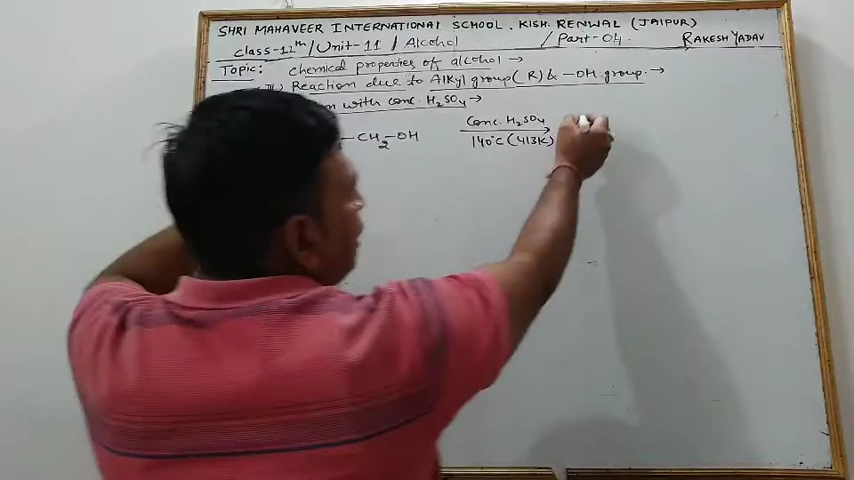 SHRI MAHAVEER INTERNATIONAL SCHOOL. KISH. RENWAL (JAIPUR)
Class-12th/Unit-11/Alcohol /Part-04. RAKESH YADAV
Topic: chemical properties of alcohol →
Reaction due to Alkyl group (R) & -OH group. →
with conc. H2SO4 →
-CH2-OH Conc. H2SO4
140°C (413K)